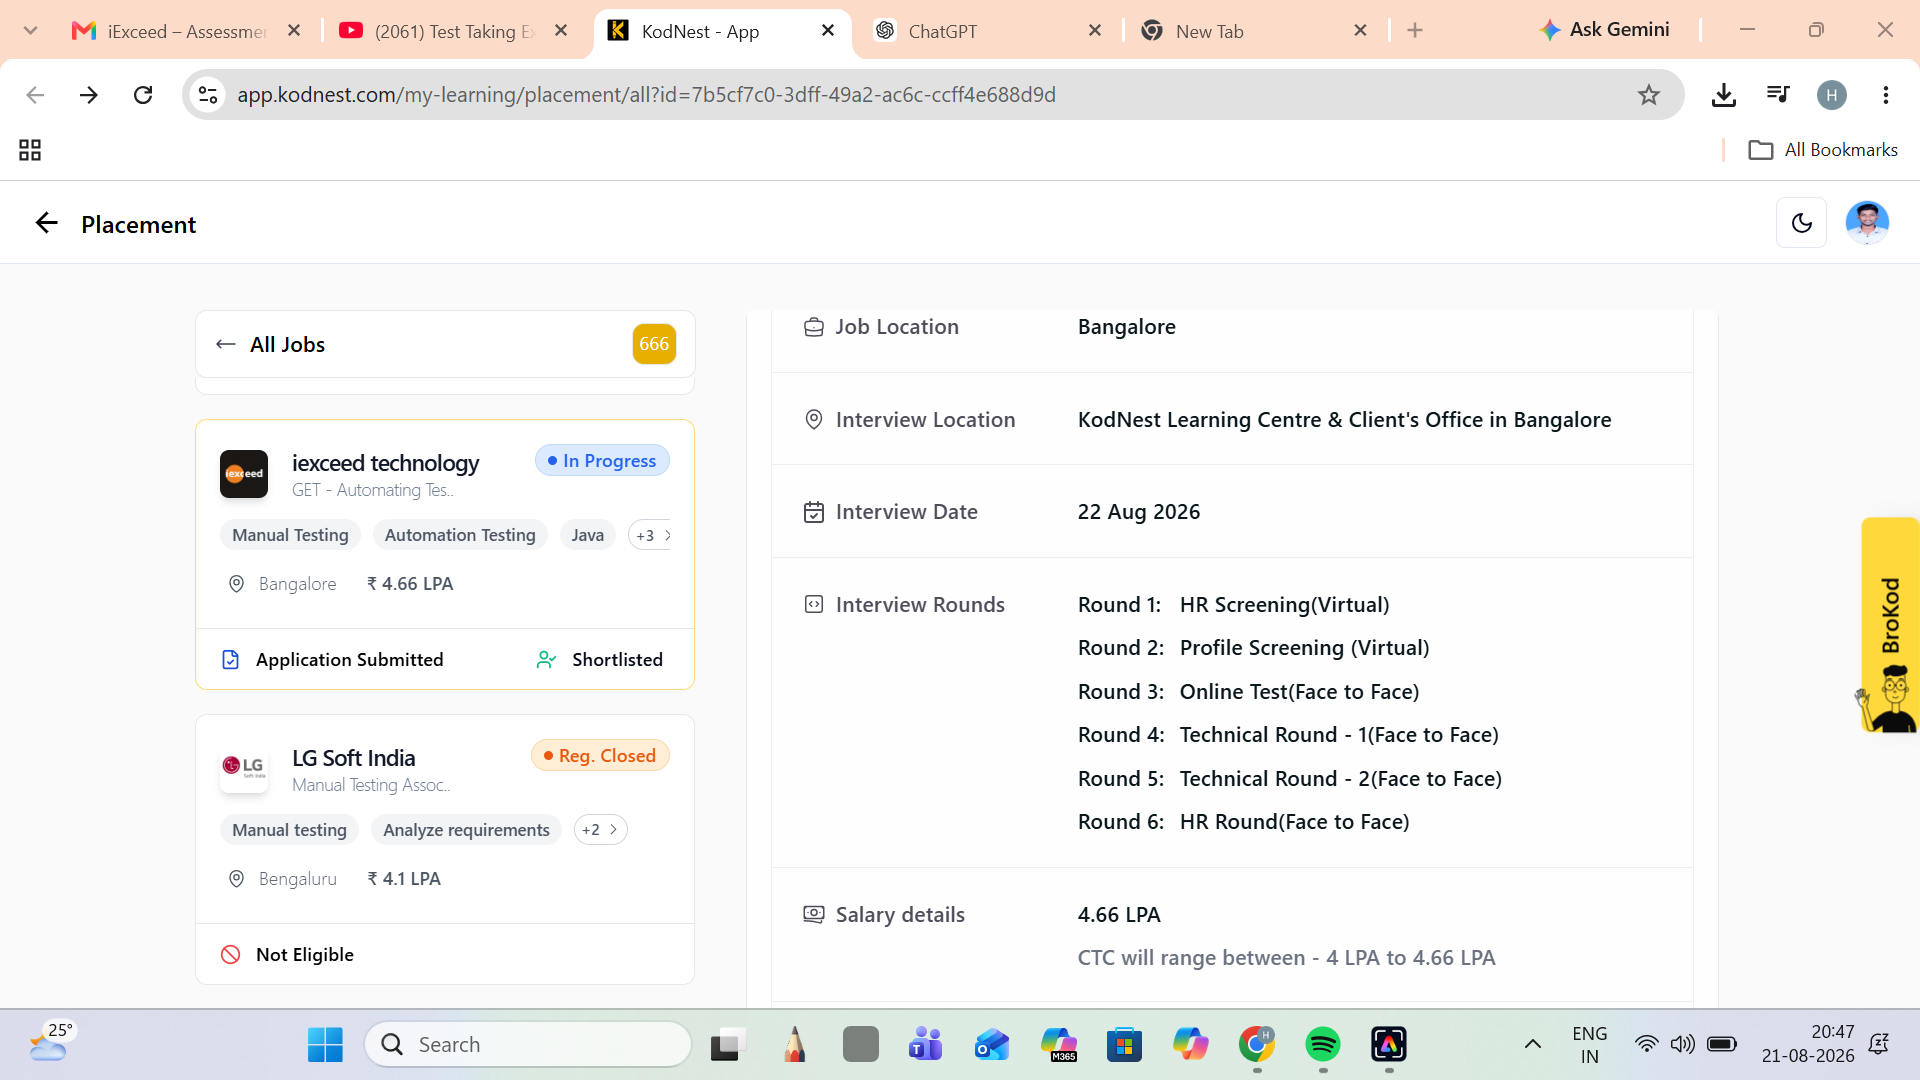 iExceed – Assessmer
(2061) Test Taking Ex
KodNest - App
ChatGPT
New Tab
Ask Gemini
app.kodnest.com/my-learning/placement/all?id=7b5cf7c0-3dff-49a2-ac6c-ccff4e688d9d
H
All Bookmarks
Placement
All Jobs
666
iexceed
iexceed technology
In Progress
GET - Automating Tes..
Manual Testing
Automation Testing
Java
+3
Bangalore
₹ 4.66 LPA
Application Submitted
Shortlisted
LG
Soft India
LG Soft India
Reg. Closed
Manual Testing Assoc..
Manual testing
Analyze requirements
+2
Bengaluru
₹ 4.1 LPA
Not Eligible
Job Location
Bangalore
Interview Location
KodNest Learning Centre & Client's Office in Bangalore
Interview Date
22 Aug 2026
Interview Rounds
Round 1: HR Screening(Virtual)
Round 2: Profile Screening (Virtual)
Round 3: Online Test(Face to Face)
Round 4: Technical Round - 1(Face to Face)
Round 5: Technical Round - 2(Face to Face)
Round 6: HR Round(Face to Face)
Salary details
4.66 LPA
CTC will range between - 4 LPA to 4.66 LPA
BroKod
25°
Search
T
M365
H
ENG
IN
20:47
21-08-2026